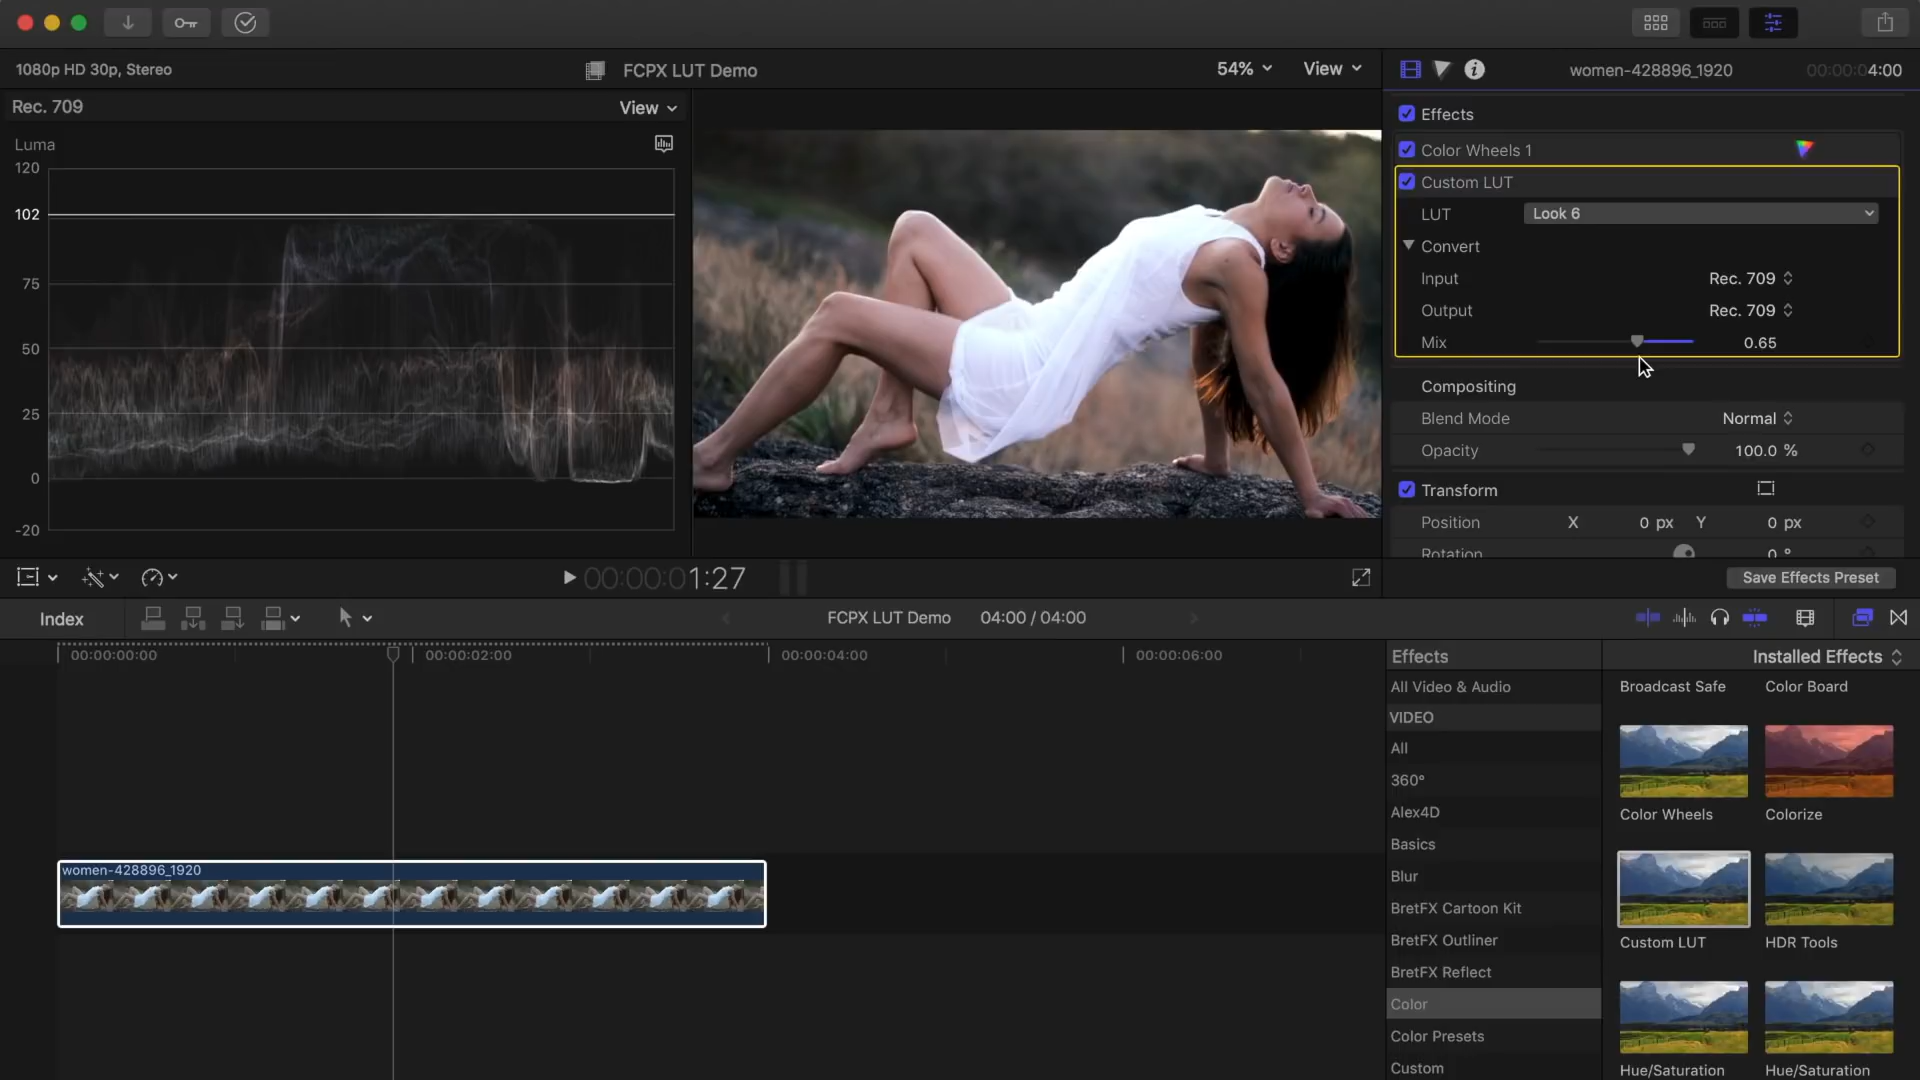 1080p HD 30p, Stereo
FCPX LUT Demo
54%
View
women-428896_1920
00:00:04:00
Rec. 709
View
Luma
120
102
75
50
25
0
-20
Effects
Color Wheels 1
Custom LUT
LUT
Look 6
Convert
Input
Rec. 709
Output
Rec. 709
Mix
0.65
Compositing
Blend Mode
Normal
Opacity
100.0 %
Transform
Position
X
0 px
Y
0 px
Rotation
0 °
00:00:01:27
Save Effects Preset
Index
FCPX LUT Demo
04:00 / 04:00
00:00:00:00
00:00:02:00
00:00:04:00
00:00:06:00
women-428896_1920
Effects
Installed Effects
All Video & Audio
VIDEO
All
360°
Alex4D
Basics
Blur
BretFX Cartoon Kit
BretFX Outliner
BretFX Reflect
Color
Color Presets
Custom
Broadcast Safe
Color Board
Color Wheels
Colorize
Custom LUT
HDR Tools
Hue/Saturation
Hue/Saturation